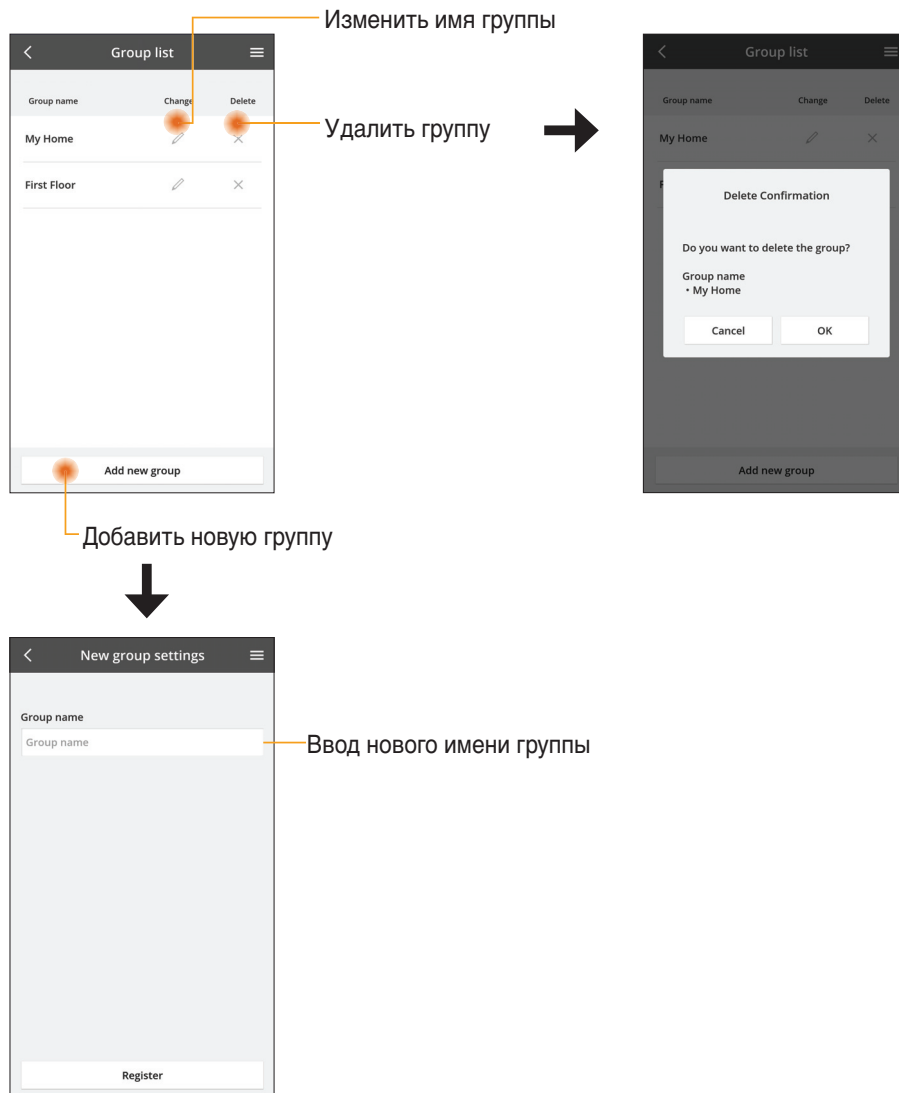 Изменить имя группы
Group list
Group name Change Delete
My Home
First Floor
Add new group
Удалить группу
Group list
Group name Change Delete
My Home
F
Delete Confirmation
Do you want to delete the group?
Group name
• My Home
Cancel OK
Add new group
Добавить новую группу
New group settings
Group name
Group name
Register
Ввод нового имени группы